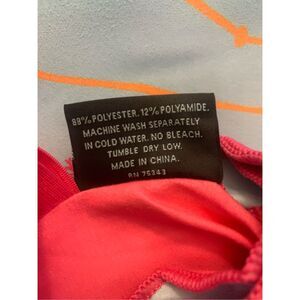 88% POLYESTER. 12% POLYAMIDE.
MACHINE WASH SEPARATELY
IN COLD WATER. NO BLEACH.
TUMBLE DRY LOW.
MADE IN CHINA.
RN 75343